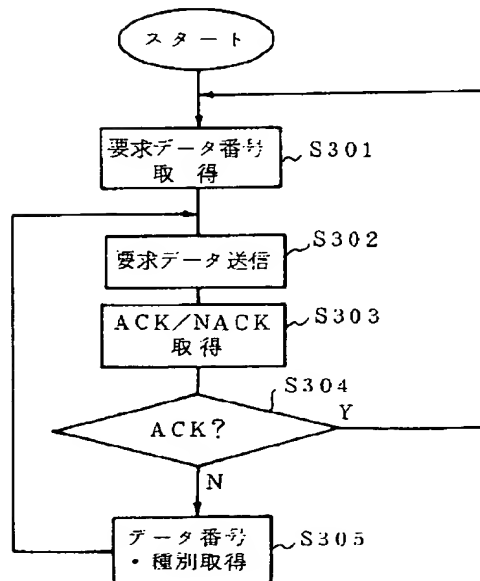 スタート
要求データ番号
取得
S301
要求データ送信
S302
ACK/NACK
取得
S303
S304
ACK?
Y
N
データ番号
・種別取得
S305